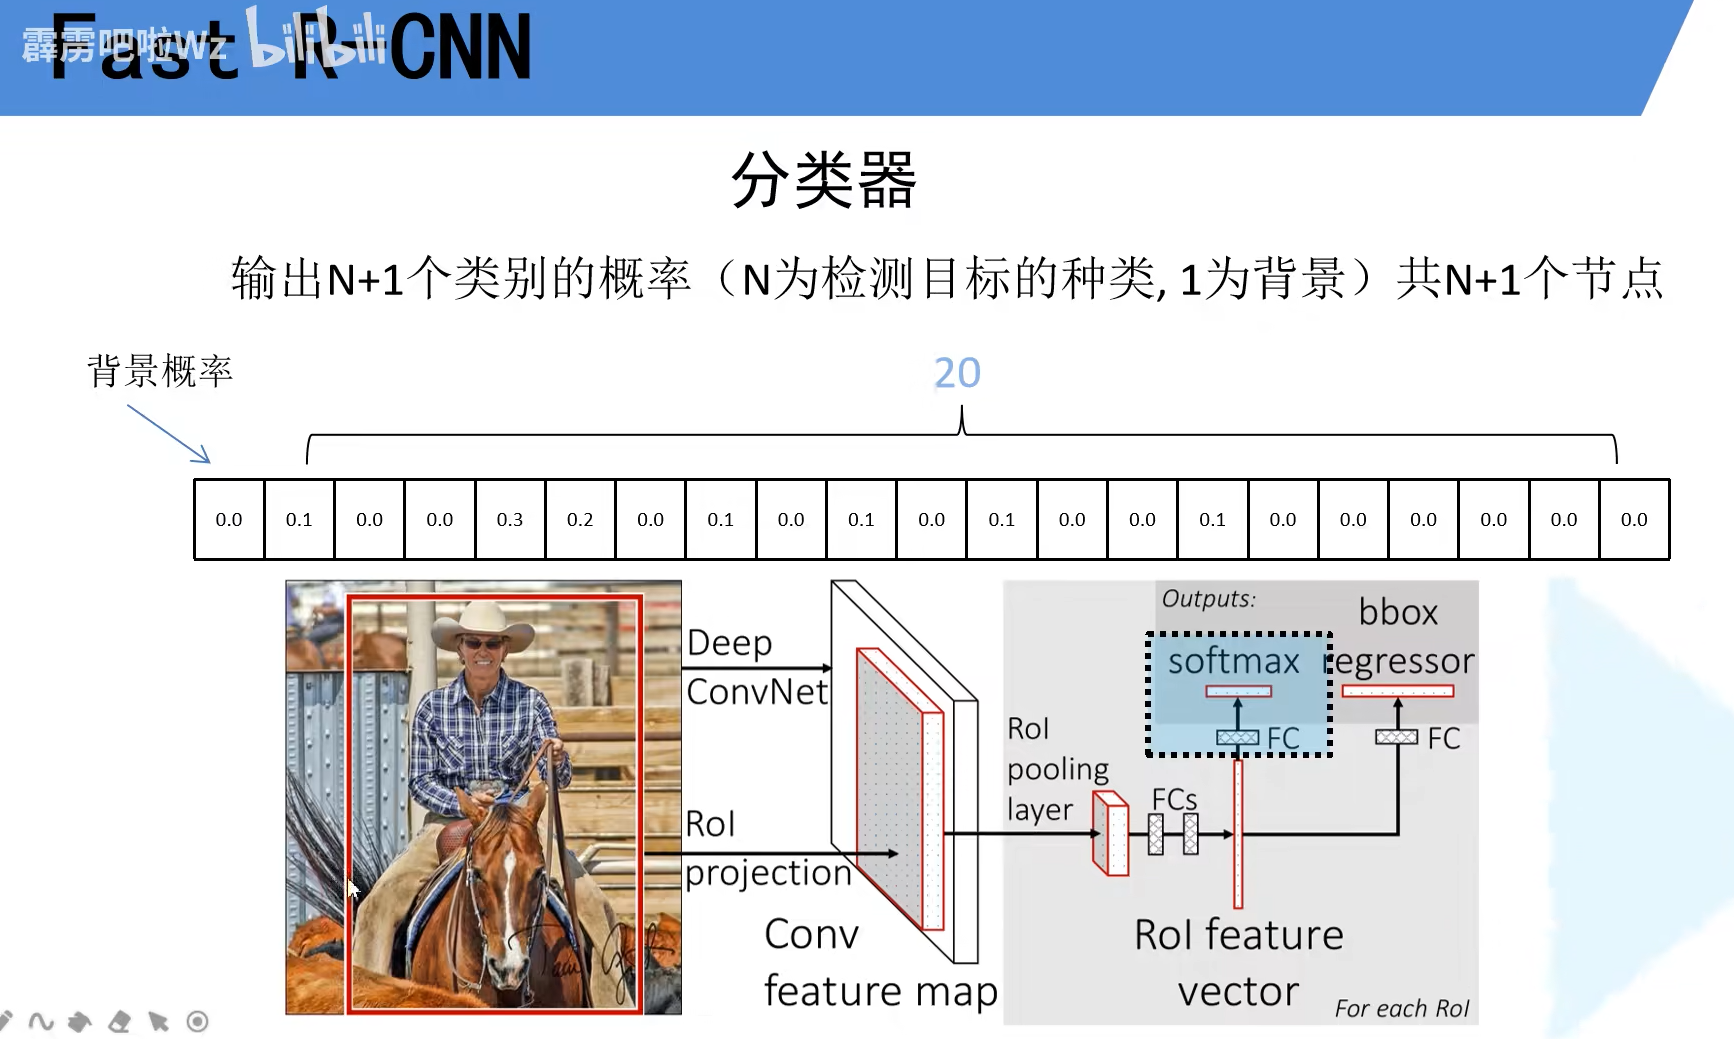 Fast R-CNN
霹雳吧啦Wz bilibili
分类器
输出N+1个类别的概率（N为检测目标的种类, 1为背景）共N+1个节点
背景概率
20
0.0 0.1 0.0 0.0 0.3 0.2 0.0 0.1 0.0 0.1 0.0 0.1 0.0 0.0 0.1 0.0 0.0 0.0 0.0 0.0 0.0
Deep
ConvNet
RoI
projection
Conv
feature map
RoI
pooling
layer
FCs
Outputs:
softmax
FC
bbox
regressor
FC
RoI feature
vector
For each RoI